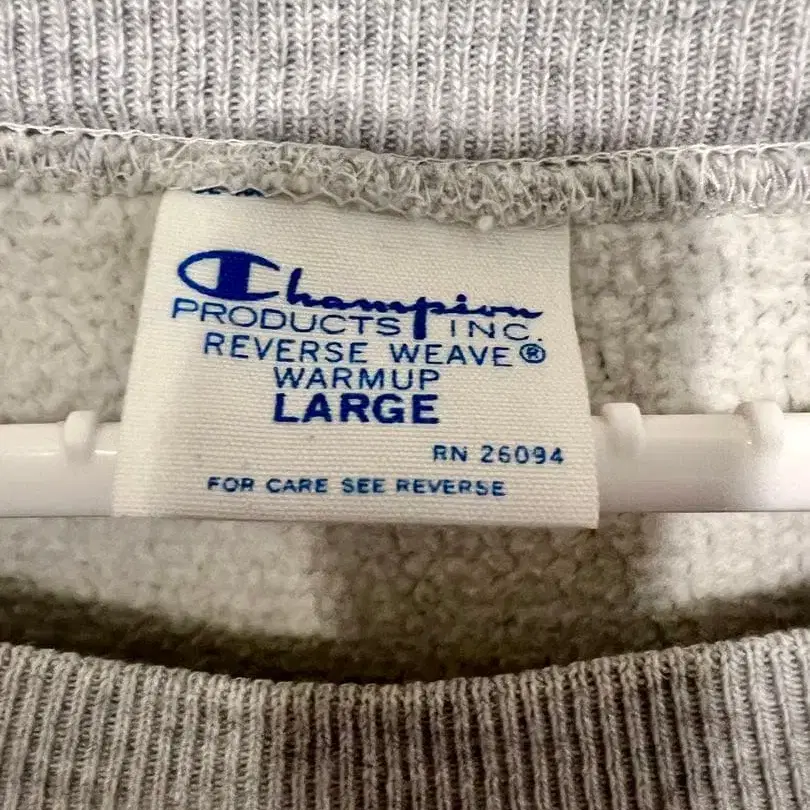 Champion
PRODUCTS INC.
REVERSE WEAVE®
WARMUP
LARGE
RN 26094
FOR CARE SEE REVERSE